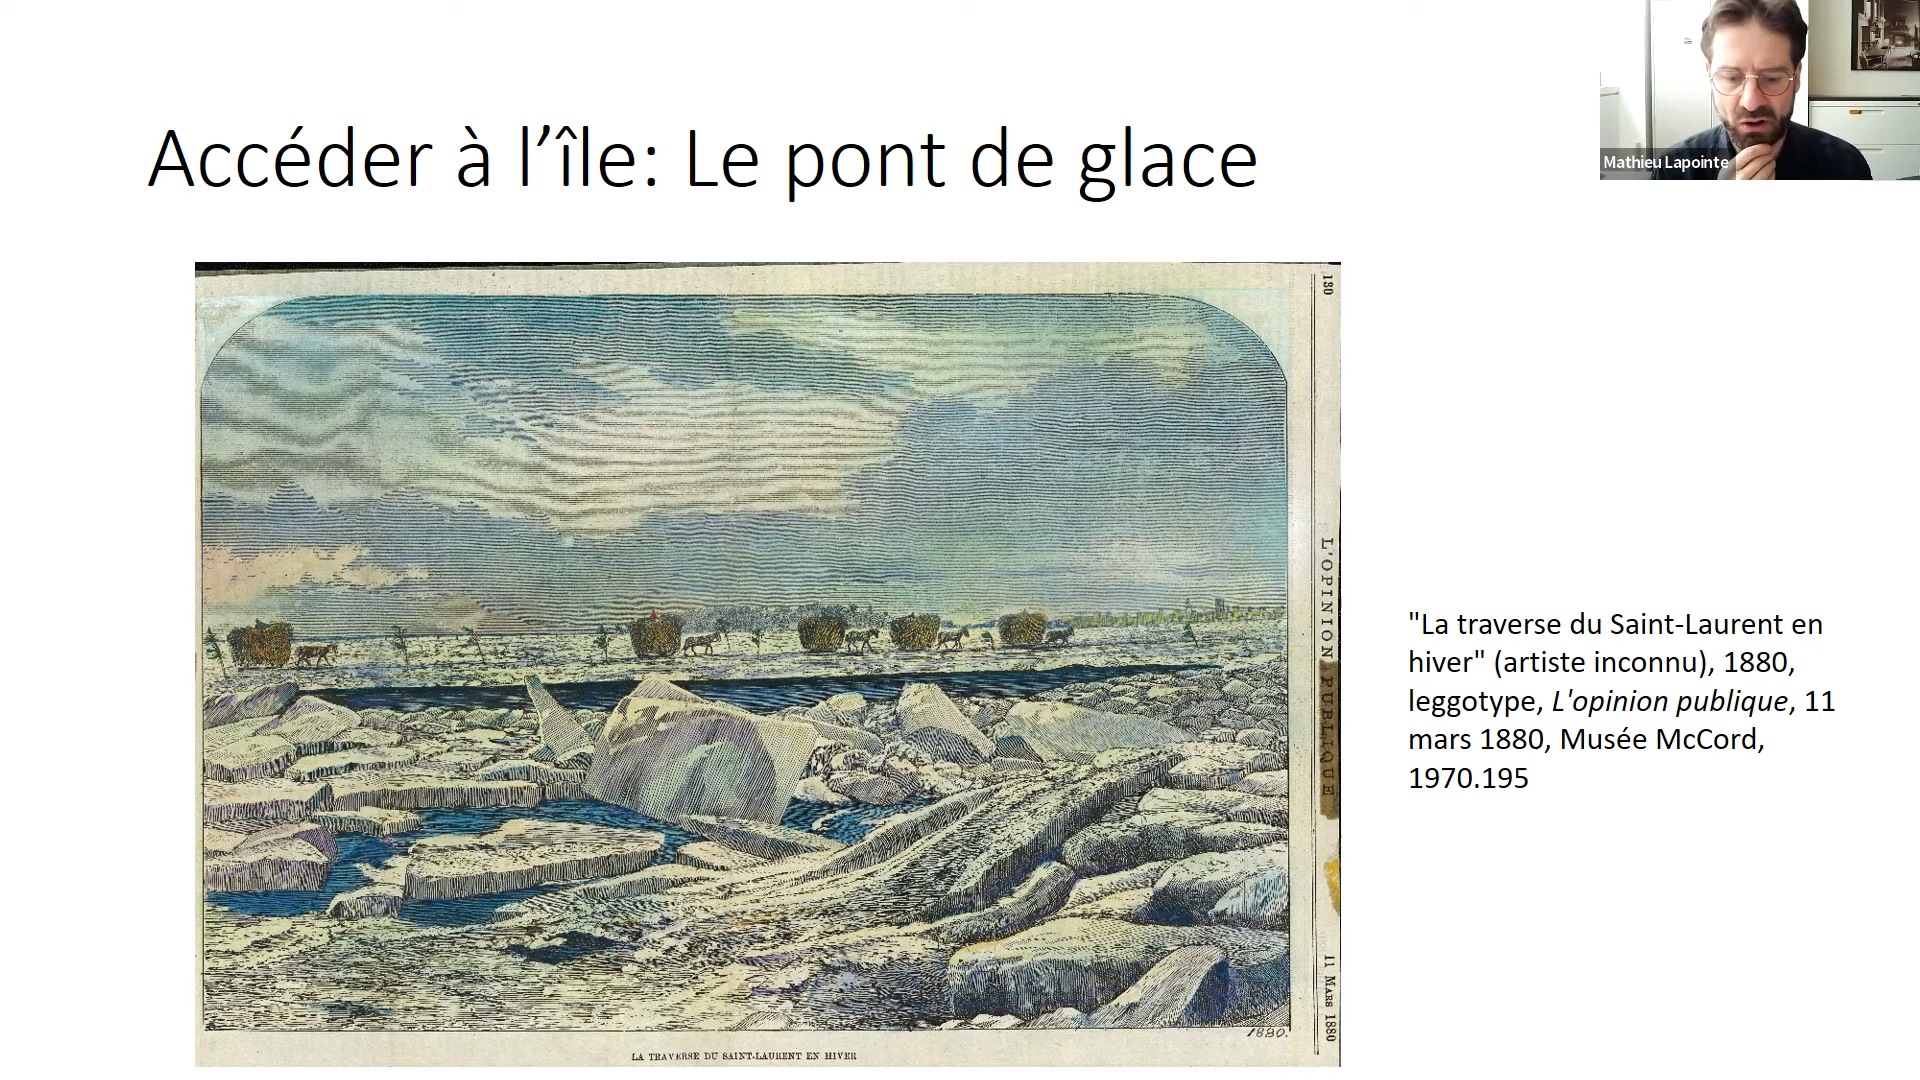 Accéder à l’île: Le pont de glace
Mathieu Lapointe
130
L'OPINION PUBLIQUE
11 MARS 1880
1880.
LA TRAVERSE DU SAINT-LAURENT EN HIVER
"La traverse du Saint-Laurent en
hiver" (artiste inconnu), 1880,
leggotype, L'opinion publique, 11
mars 1880, Musée McCord,
1970.195